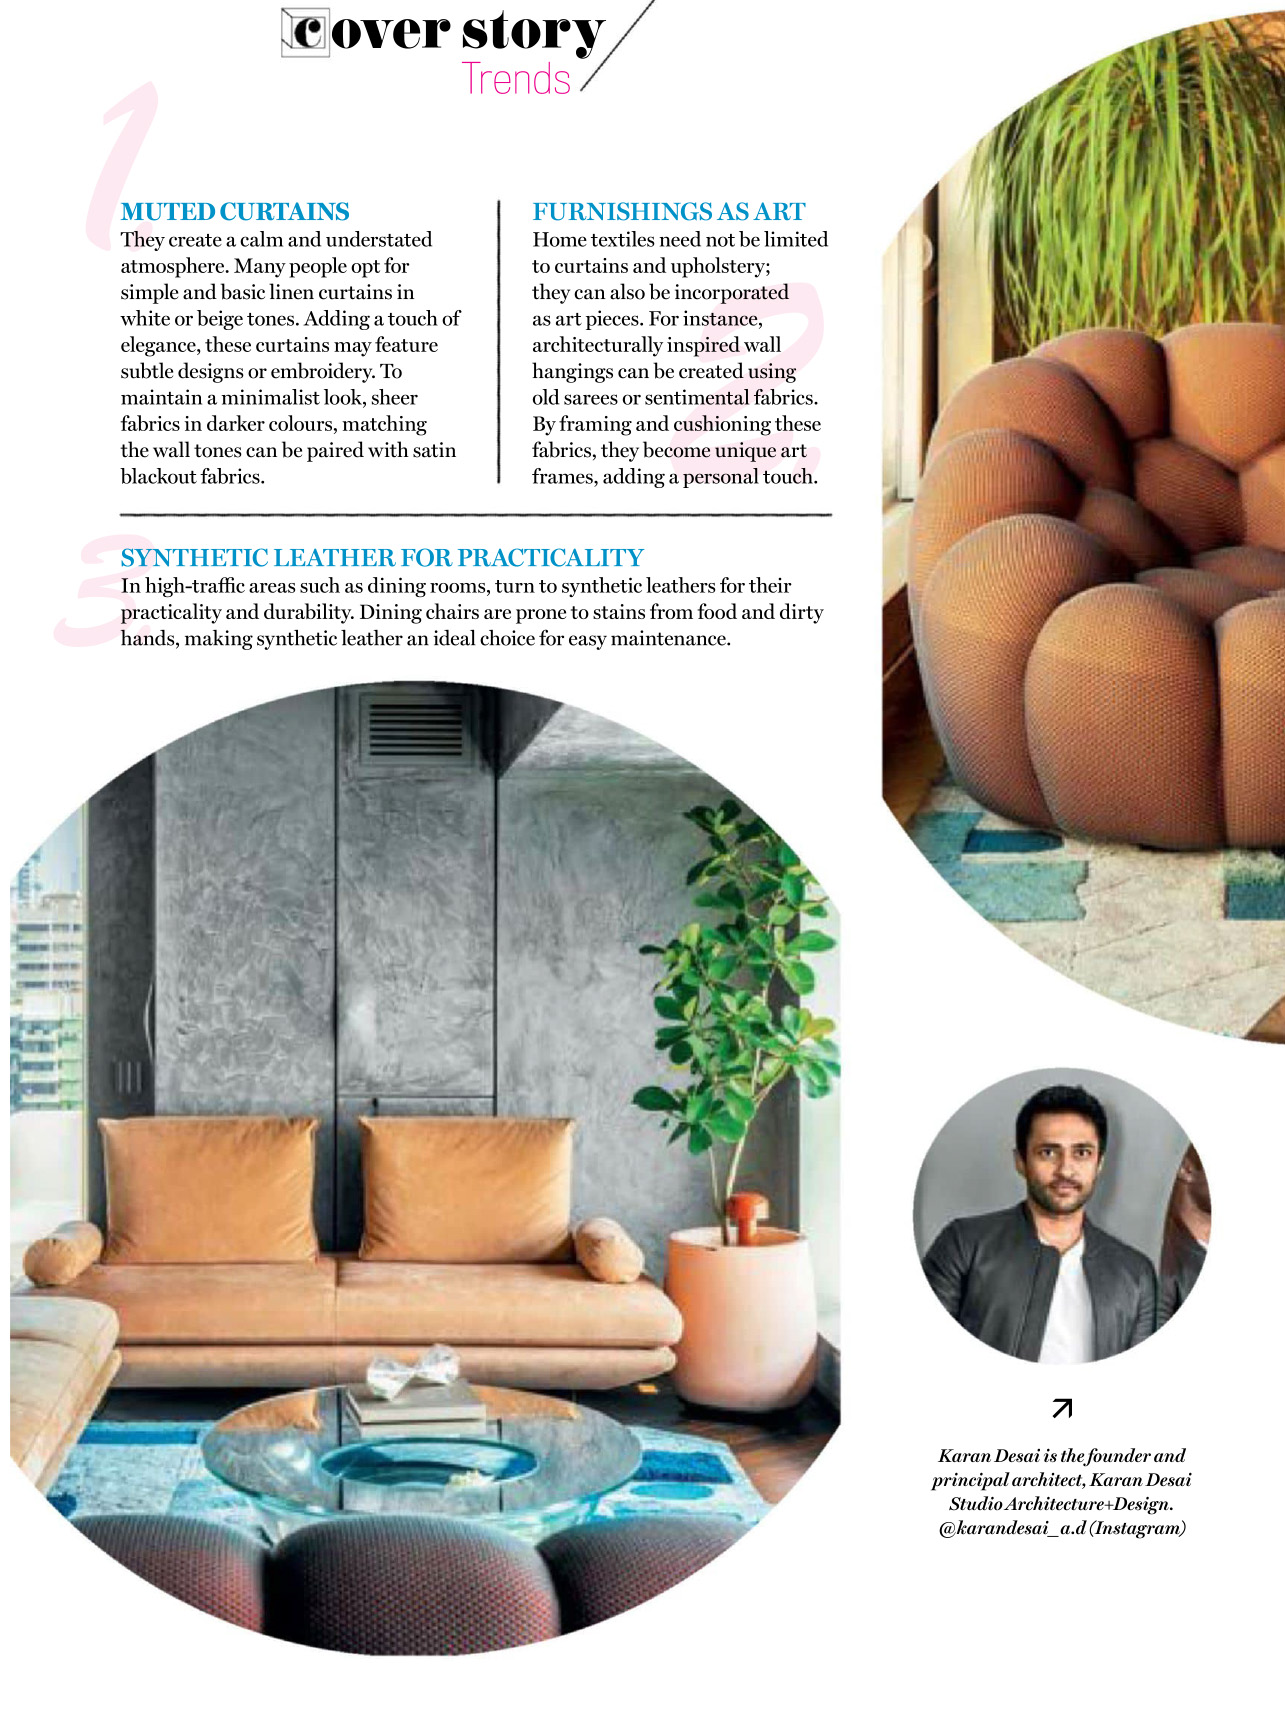 cover story
Trends
1.
MUTED CURTAINS
They create a calm and understated
atmosphere. Many people opt for
simple and basic linen curtains in
white or beige tones. Adding a touch of
elegance, these curtains may feature
subtle designs or embroidery. To
maintain a minimalist look, sheer
fabrics in darker colours, matching
the wall tones can be paired with satin
blackout fabrics.
2.
FURNISHINGS AS ART
Home textiles need not be limited
to curtains and upholstery;
they can also be incorporated
as art pieces. For instance,
architecturally inspired wall
hangings can be created using
old sarees or sentimental fabrics.
By framing and cushioning these
fabrics, they become unique art
frames, adding a personal touch.
3.
SYNTHETIC LEATHER FOR PRACTICALITY
In high-traffic areas such as dining rooms, turn to synthetic leathers for their
practicality and durability. Dining chairs are prone to stains from food and dirty
hands, making synthetic leather an ideal choice for easy maintenance.
Karan Desai is the founder and
principal architect, Karan Desai
Studio Architecture+Design.
@karandesai_a.d (Instagram)